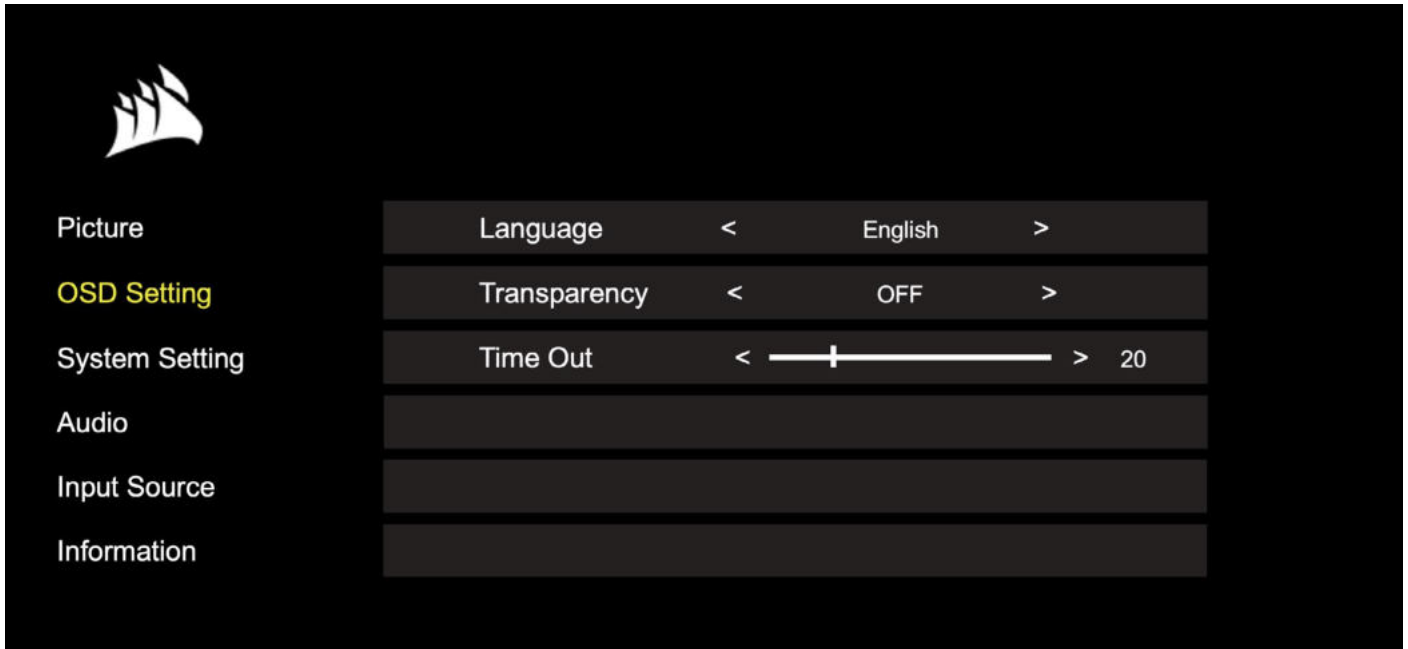 Picture
Language < English >
OSD Setting
Transparency < OFF >
System Setting
Time Out < > 20
Audio
Input Source
Information